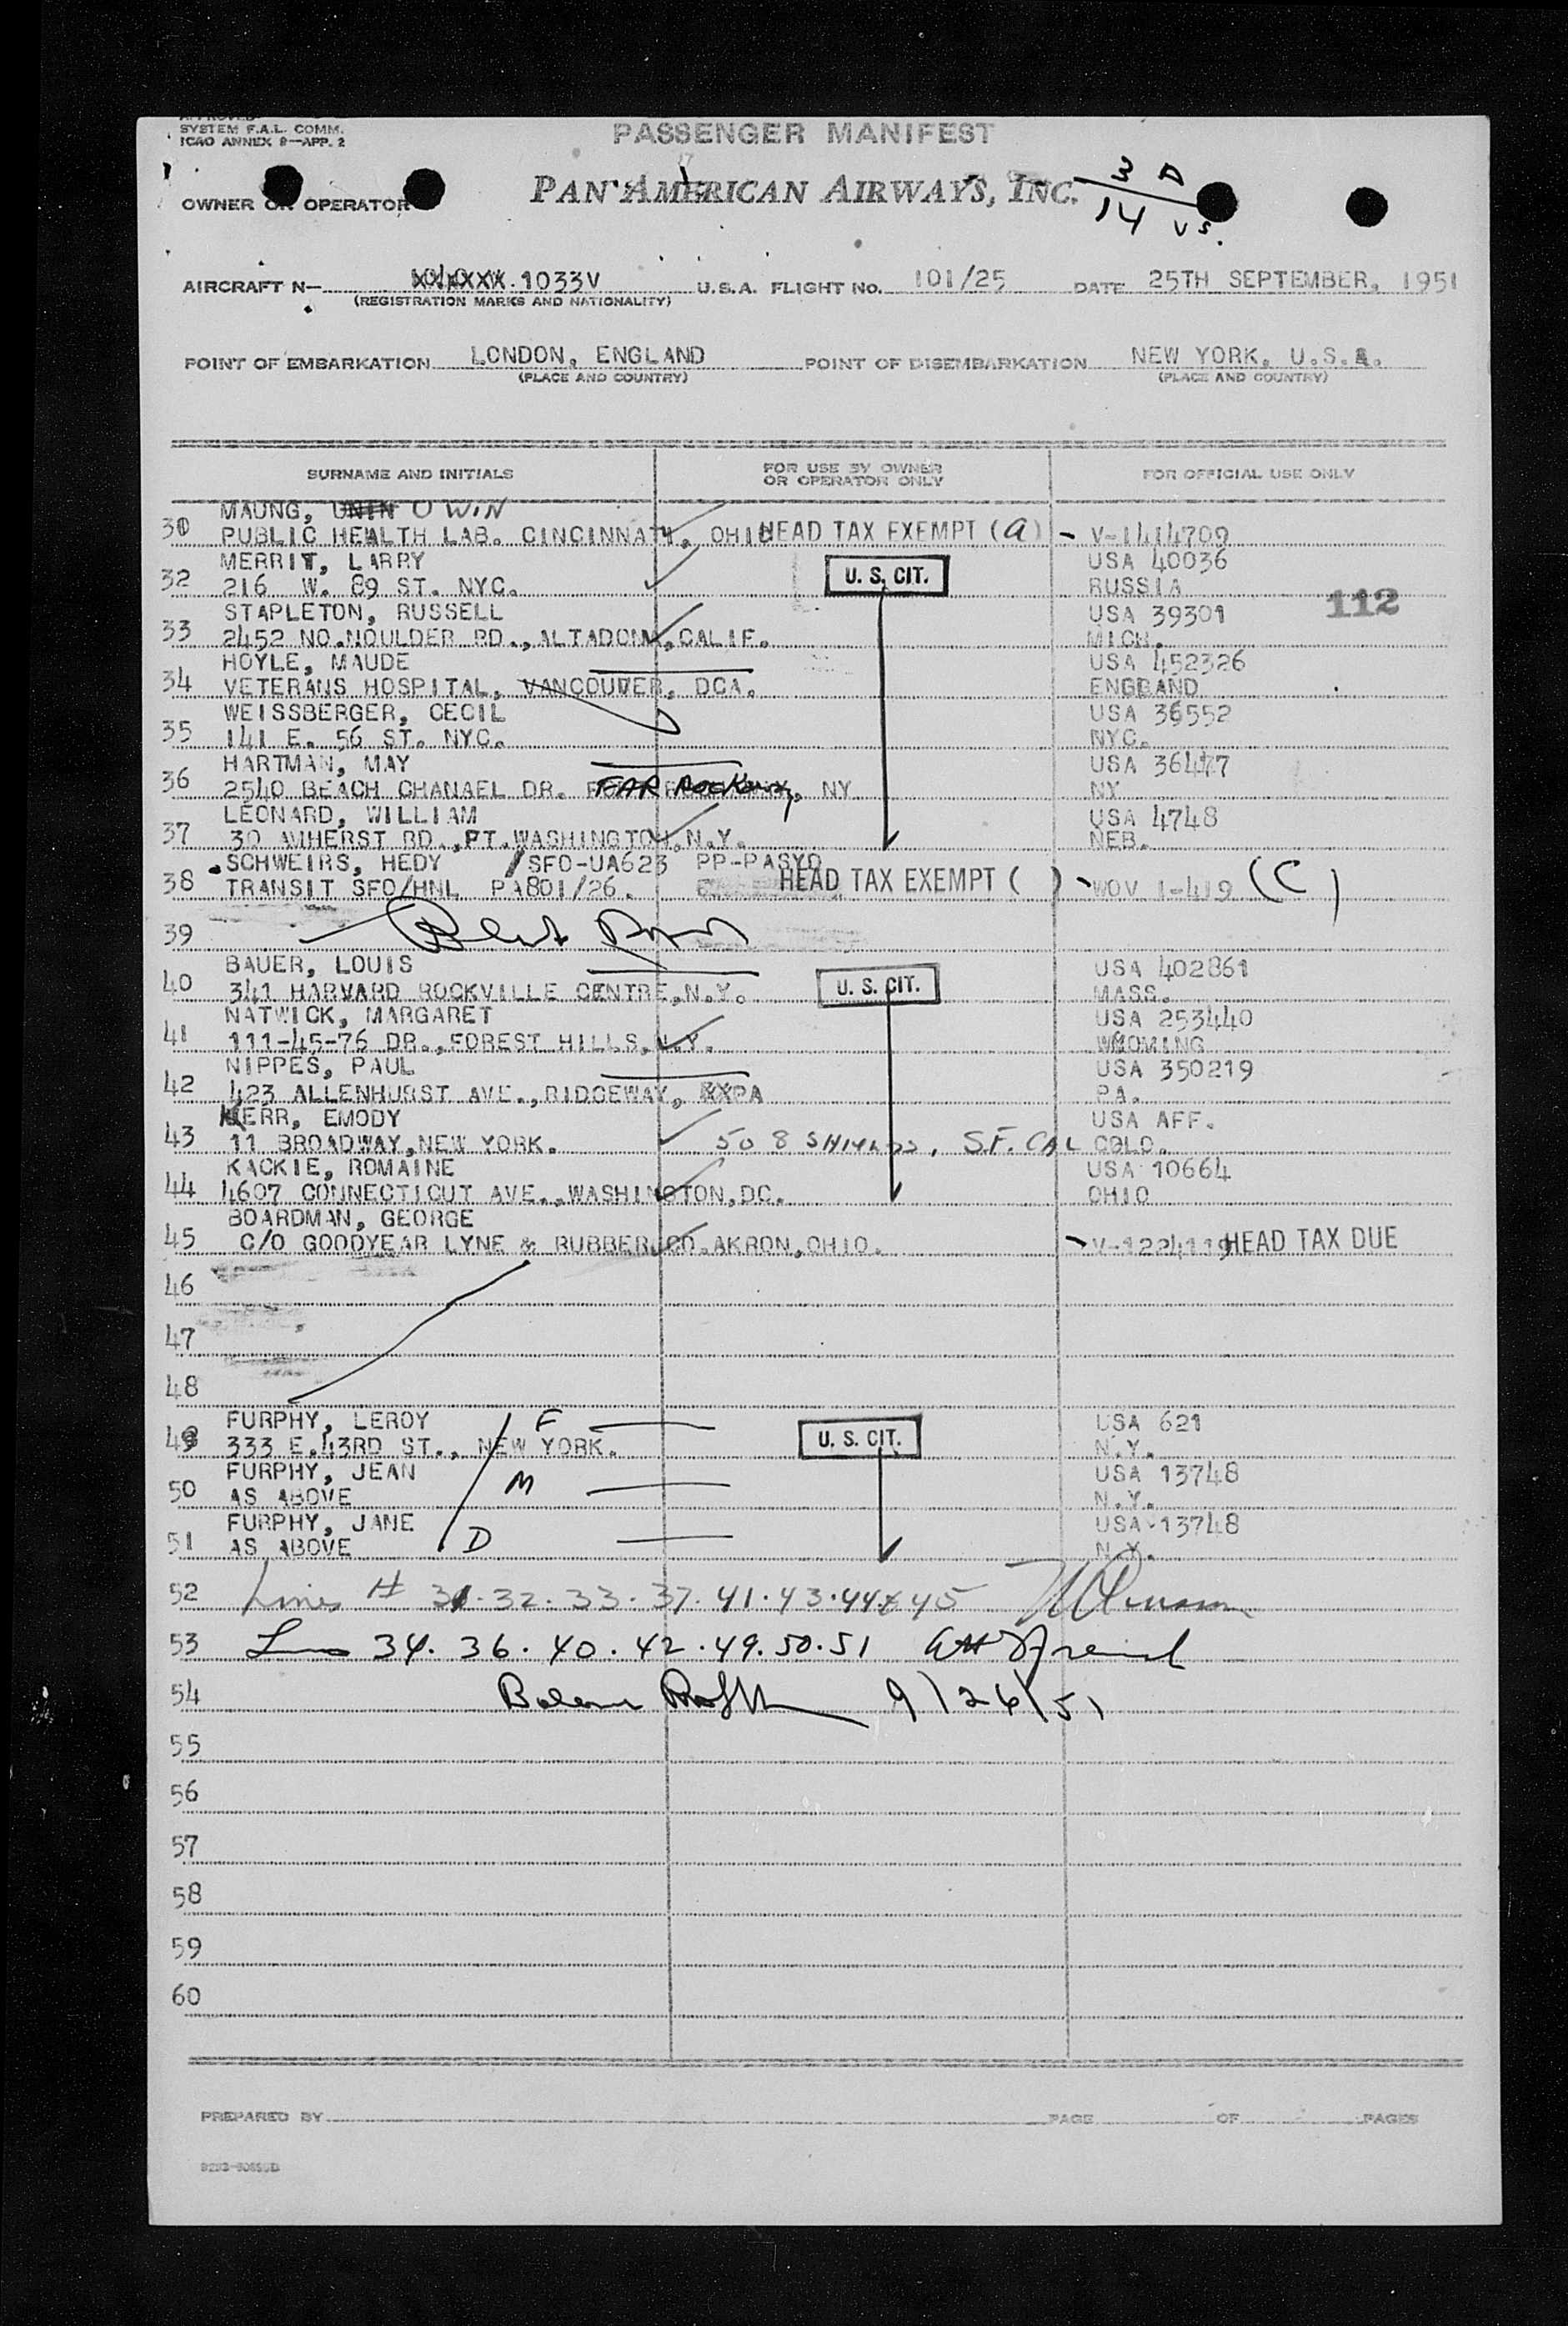 SYSTEM F.A.L. COMM.
ICAO ANNEX 9—APP. 2
PASSENGER MANIFEST
OWNER OR OPERATOR
PAN AMERICAN AIRWAYS, INC.
3 A
14 US.
AIRCRAFT N— 1033V U.S.A. FLIGHT NO. 101/25 DATE 25TH SEPTEMBER, 1951
(REGISTRATION MARKS AND NATIONALITY)
POINT OF EMBARKATION LONDON, ENGLAND POINT OF DISEMBARKATION NEW YORK, U.S.A.
(PLACE AND COUNTRY) (PLACE AND COUNTRY)
SURNAME AND INITIALS FOR USE BY OWNER OR OPERATOR ONLY FOR OFFICIAL USE ONLY
MAUNG, U WIN
31 PUBLIC HEALTH LAB. CINCINNATI, OHIO HEAD TAX EXEMPT (a) V-1414709
MERRIT, LARRY USA 40036
32 216 W. 89 ST. NYC. U. S. CIT. RUSSIA
STAPLETON, RUSSELL USA 39301 112
33 2452 NO.NOULDER RD.,ALTADONA,CALIF. MICH.
HOYLE, MAUDE USA 452326
34 VETERANS HOSPITAL, VANCOUVER, DCA. ENGLAND
WEISSBERGER, CECIL USA 36552
35 141 E. 56 ST. NYC. NYC.
HARTMAN, MAY USA 36477
36 2540 BEACH CHANAEL DR. FAR Rockaway, NY NY
LEONARD, WILLIAM USA 4748
37 30 AMHERST RD.,PT.WASHINGTON,N.Y. NEB.
SCHWEIRS, HEDY /SFO-UA623 PP-PASYO
38 TRANSIT SFO/HNL PA801/26. HEAD TAX EXEMPT ( ) WOV 1-419 (C)
39
BAUER, LOUIS USA 402861
40 341 HARVARD ROCKVILLE CENTRE,N.Y. U. S. CIT. MASS.
NATWICK, MARGARET USA 253440
41 111-45-76 DR.,FOREST HILLS,N.Y. WYOMING
NIPPES, PAUL USA 350219
42 423 ALLENHURST AVE.,RIDGEWAY, XXPA PA.
KERR, EMODY USA AFF.
43 11 BROADWAY,NEW YORK. 508 S.F. CAL COLO.
KACKIE, ROMAINE USA 10664
44 4607 CONNECTICUT AVE.,WASHINGTON,DC. OHIO
BOARDMAN, GEORGE
45 C/O GOODYEAR LYNE & RUBBER CO.AKRON,OHIO. V-1224119 HEAD TAX DUE
46
47
48
FURPHY, LEROY F USA 621
49 333 E.43RD ST., NEW YORK. U. S. CIT. N.Y.
FURPHY, JEAN M USA 13748
50 AS ABOVE N.Y.
FURPHY, JANE USA 13748
51 AS ABOVE D N.Y.
52 Lines # 31.32.33.37.41.43.44 & 45
53 34.36.40.42.49.50.51
54 9/26/51
55
56
57
58
59
60
PREPARED BY PAGE OF PAGES